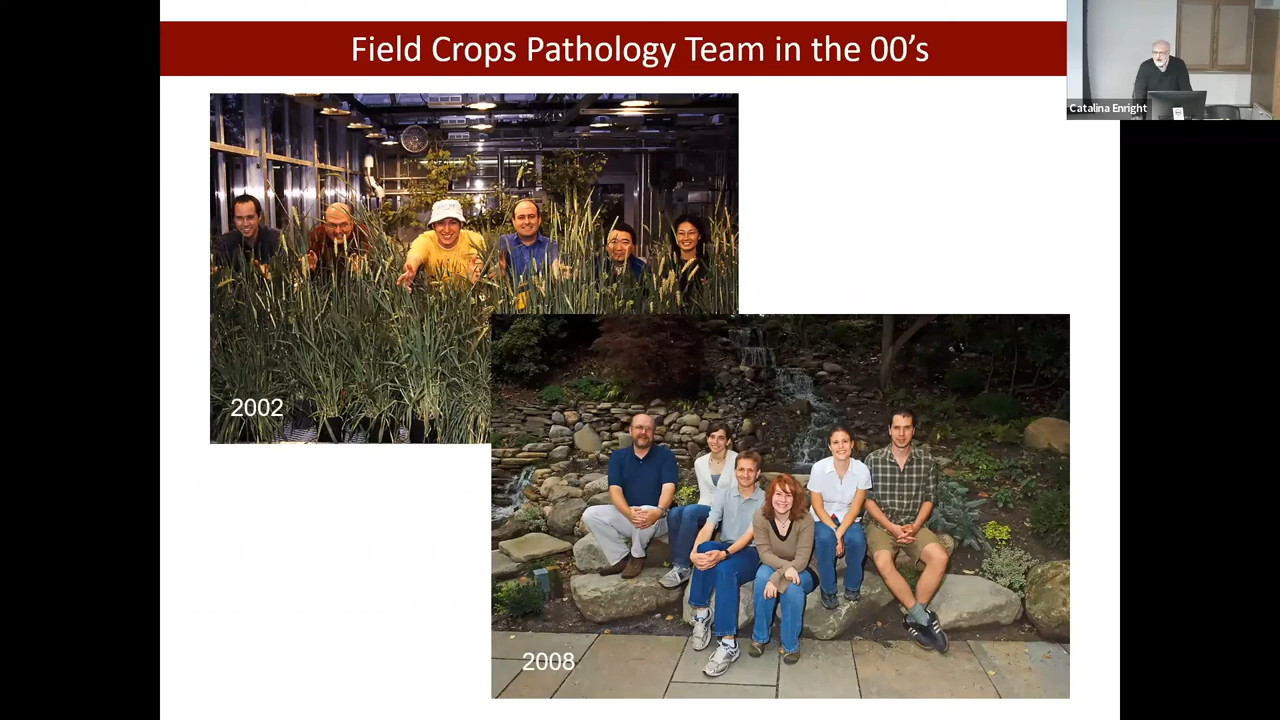 Field Crops Pathology Team in the 00’s
Catalina Enright
2002
2008